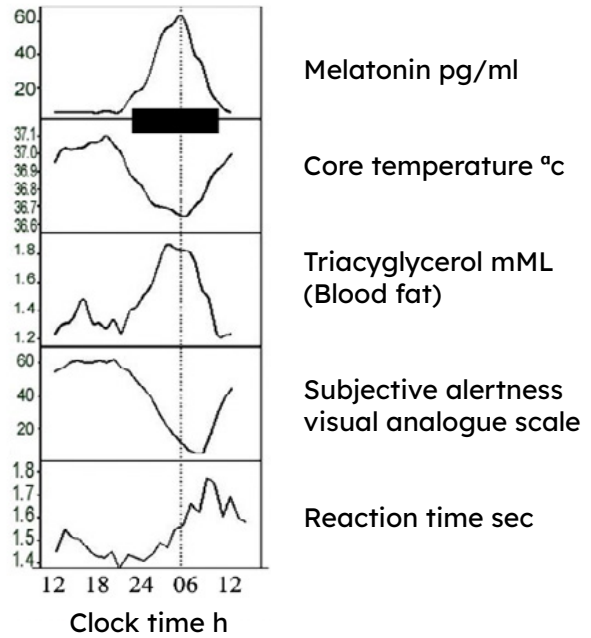 60
40
20
Melatonin pg/ml
37.1
37.0
36.9
36.8
36.7
36.6
Core temperature ªc
1.8
1.6
1.4
1.2
Triacyglycerol mML
(Blood fat)
60
40
20
Subjective alertness
visual analogue scale
1.8
1.7
1.6
1.5
1.4
Reaction time sec
12 18 24 06 12
Clock time h